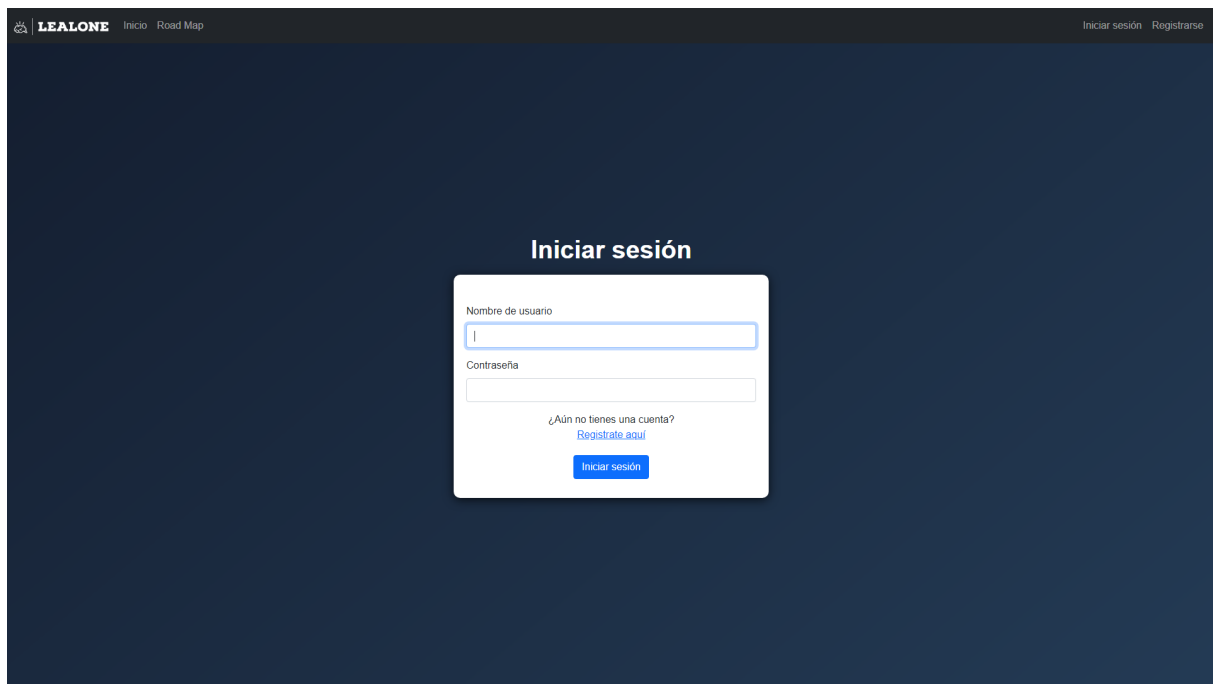 LEALONE Inicio Road Map Iniciar sesión Registrarse
Iniciar sesión
Nombre de usuario
Contraseña
¿Aún no tienes una cuenta?
Registrate aquí
Iniciar sesión